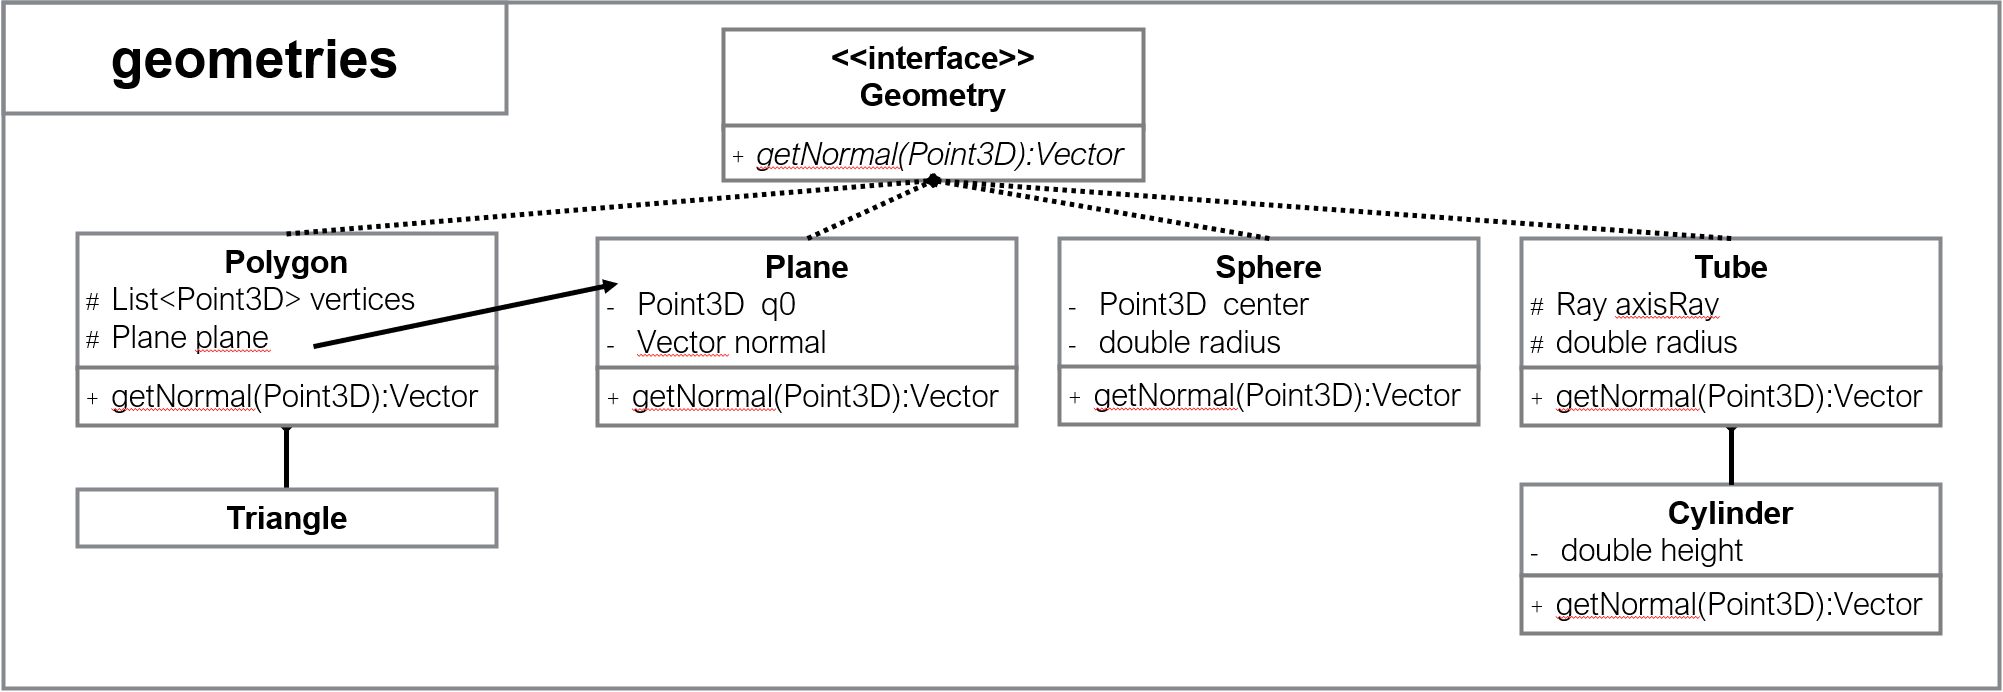 geometries
<<interface>>
Geometry
+ getNormal(Point3D):Vector
Polygon
# List<Point3D> vertices
# Plane plane
+ getNormal(Point3D):Vector
Plane
- Point3D q0
- Vector normal
+ getNormal(Point3D):Vector
Sphere
- Point3D center
- double radius
+ getNormal(Point3D):Vector
Tube
# Ray axisRay
# double radius
+ getNormal(Point3D):Vector
Triangle
Cylinder
- double height
+ getNormal(Point3D):Vector